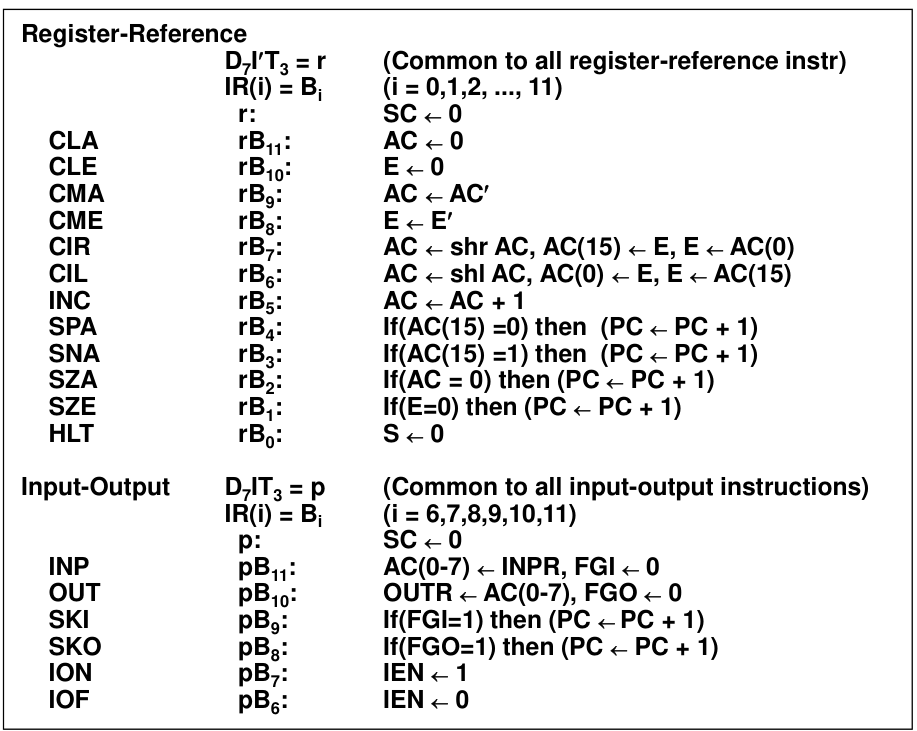 Register-Reference
D₇I′T₃ = r (Common to all register-reference instr)
IR(i) = Bᵢ (i = 0,1,2, ..., 11)
r: SC ← 0
CLA rB₁₁: AC ← 0
CLE rB₁₀: E ← 0
CMA rB₉: AC ← AC′
CME rB₈: E ← E′
CIR rB₇: AC ← shr AC, AC(15) ← E, E ← AC(0)
CIL rB₆: AC ← shl AC, AC(0) ← E, E ← AC(15)
INC rB₅: AC ← AC + 1
SPA rB₄: If(AC(15) =0) then (PC ← PC + 1)
SNA rB₃: If(AC(15) =1) then (PC ← PC + 1)
SZA rB₂: If(AC = 0) then (PC ← PC + 1)
SZE rB₁: If(E=0) then (PC ← PC + 1)
HLT rB₀: S ← 0
Input-Output D₇IT₃ = p (Common to all input-output instructions)
IR(i) = Bᵢ (i = 6,7,8,9,10,11)
p: SC ← 0
INP pB₁₁: AC(0-7) ← INPR, FGI ← 0
OUT pB₁₀: OUTR ← AC(0-7), FGO ← 0
SKI pB₉: If(FGI=1) then (PC ← PC + 1)
SKO pB₈: If(FGO=1) then (PC ← PC + 1)
ION pB₇: IEN ← 1
IOF pB₆: IEN ← 0